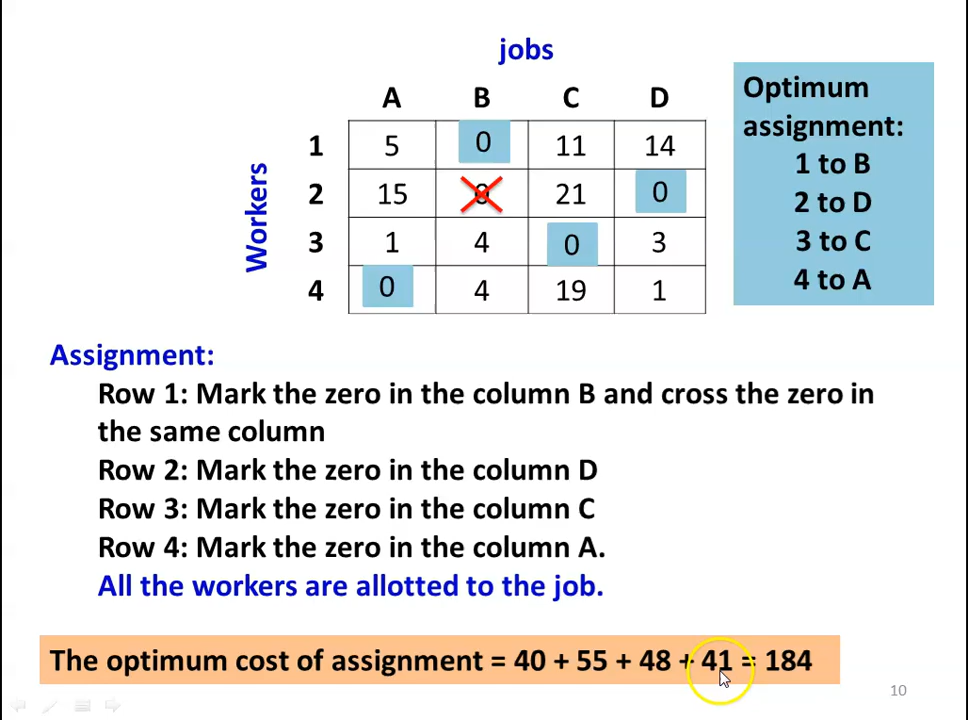 jobs
A B C D
1 5 0 11 14
2 15 0 21 0
3 1 4 0 3
4 0 4 19 1
Workers
Optimum
assignment:
1 to B
2 to D
3 to C
4 to A
Assignment:
Row 1: Mark the zero in the column B and cross the zero in
the same column
Row 2: Mark the zero in the column D
Row 3: Mark the zero in the column C
Row 4: Mark the zero in the column A.
All the workers are allotted to the job.
The optimum cost of assignment = 40 + 55 + 48 + 41 = 184
10